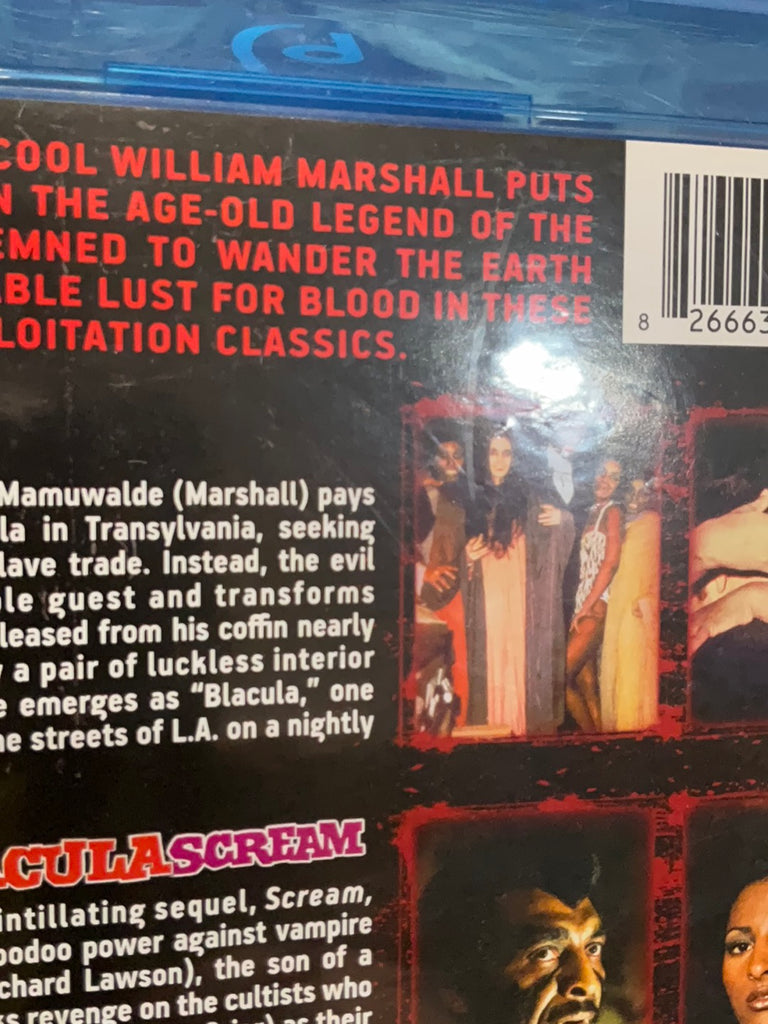 COOL WILLIAM MARSHALL PUTS
N THE AGE-OLD LEGEND OF THE
EMNED TO WANDER THE EARTH
ABLE LUST FOR BLOOD IN THESE
LOITATION CLASSICS.
8 26663
Mamuwalde (Marshall) pays
la in Transylvania, seeking
lave trade. Instead, the evil
ble guest and transforms
leased from his coffin nearly
y a pair of luckless interior
e emerges as “Blacula,” one
he streets of L.A. on a nightly
ACULA SCREAM
intillating sequel, Scream,
oodoo power against vampire
chard Lawson), the son of a
ks revenge on the cultists who
as their